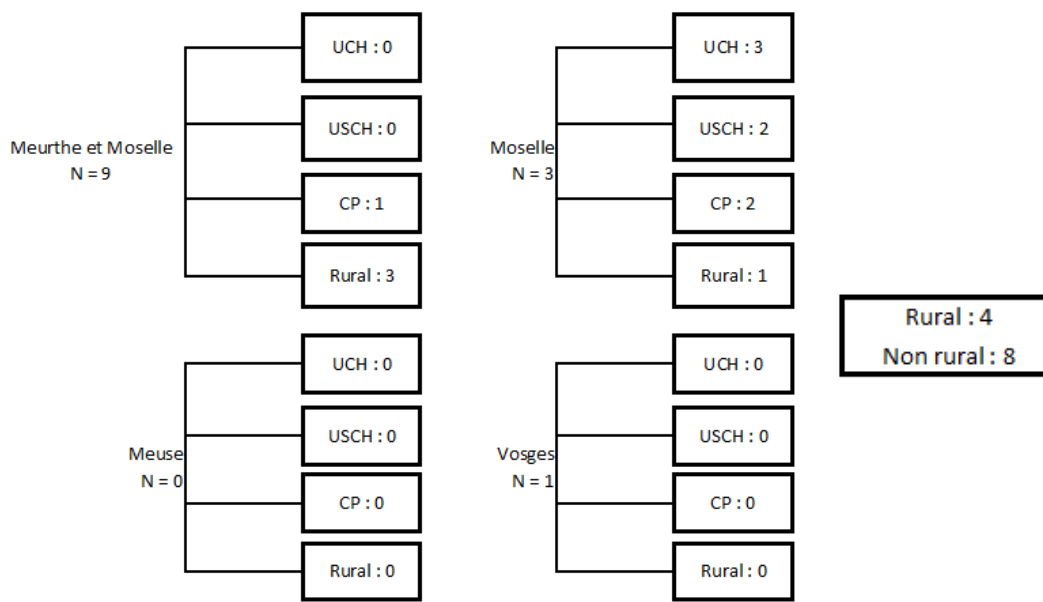 Meurthe et Moselle
N = 9
UCH : 0
USCH : 0
CP : 1
Rural : 3
Moselle
N = 3
UCH : 3
USCH : 2
CP : 2
Rural : 1
Meuse
N = 0
UCH : 0
USCH : 0
CP : 0
Rural : 0
Vosges
N = 1
UCH : 0
USCH : 0
CP : 0
Rural : 0
Rural : 4
Non rural : 8